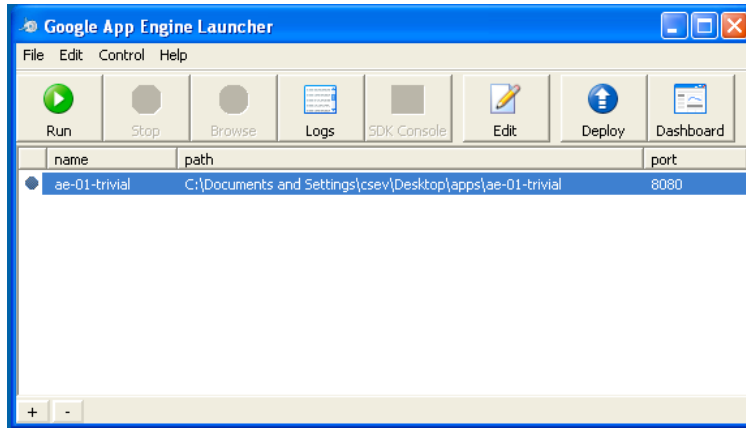 Google App Engine Launcher
File Edit Control Help
Run Stop Browse Logs SDK Console Edit Deploy Dashboard
name path port
ae-01-trivial C:\Documents and Settings\csev\Desktop\apps\ae-01-trivial 8080
+ -